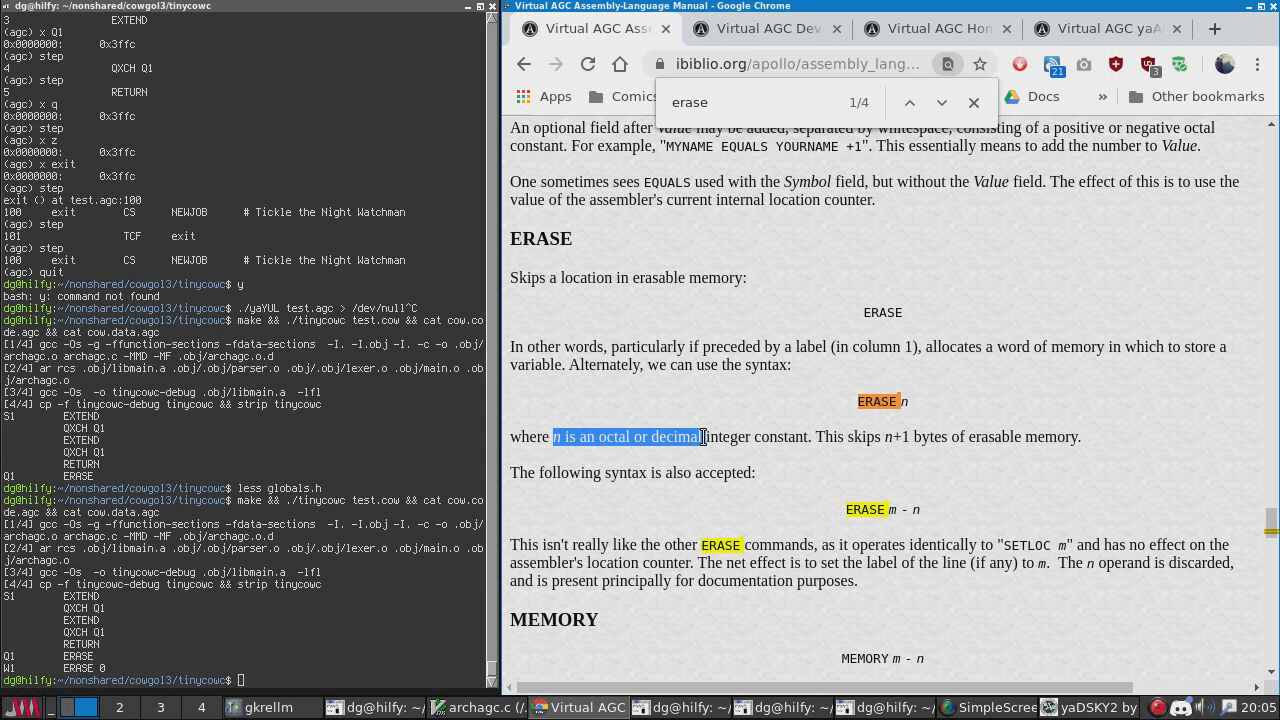 dg@hilfy: ~/nonshared/cowgol3/tinycowc
3 EXTEND
(agc) x Q1
0x0000000: 0x3ffc
(agc) step
4 QXCH Q1
(agc) step
5 RETURN
(agc) x q
0x0000000: 0x3ffc
(agc) step
(agc) x z
0x0000000: 0x3ffc
(agc) x exit
0x0000000: 0x3ffc
(agc) step
exit () at test.agc:100
100 exit CS NEWJOB # Tickle the Night Watchman
(agc) step
101 TCF exit
(agc) step
100 exit CS NEWJOB # Tickle the Night Watchman
(agc) quit
dg@hilfy:~/nonshared/cowgol3/tinycowc$ y
bash: y: command not found
dg@hilfy:~/nonshared/cowgol3/tinycowc$ ./yaYUL test.agc > /dev/null^C
dg@hilfy:~/nonshared/cowgol3/tinycowc$ make && ./tinycowc test.cow && cat cow.co
de.agc && cat cow.data.agc
[1/4] gcc -Os -g -ffunction-sections -fdata-sections -I. -I.obj -I. -c -o .obj/
archagc.o archagc.c -MMD -MF .obj/archagc.o.d
[2/4] ar rcs .obj/libmain.a .obj/parser.o .obj/lexer.o .obj/main.o .ob
j/archagc.o
[3/4] gcc -Os -o tinycowc-debug .obj/libmain.a -lfl
[4/4] cp -f tinycowc-debug tinycowc && strip tinycowc
S1 EXTEND
QXCH Q1
EXTEND
QXCH Q1
RETURN
Q1 ERASE
dg@hilfy:~/nonshared/cowgol3/tinycowc$ less globals.h
dg@hilfy:~/nonshared/cowgol3/tinycowc$ make && ./tinycowc test.cow && cat cow.co
de.agc && cat cow.data.agc
[1/4] gcc -Os -g -ffunction-sections -fdata-sections -I. -I.obj -I. -c -o .obj/
archagc.o archagc.c -MMD -MF .obj/archagc.o.d
[2/4] ar rcs .obj/libmain.a .obj/parser.o .obj/lexer.o .obj/main.o .ob
j/archagc.o
[3/4] gcc -Os -o tinycowc-debug .obj/libmain.a -lfl
[4/4] cp -f tinycowc-debug tinycowc && strip tinycowc
S1 EXTEND
QXCH Q1
EXTEND
QXCH Q1
RETURN
Q1 ERASE
W1 ERASE 0
dg@hilfy:~/nonshared/cowgol3/tinycowc$
Virtual AGC Assembly-Language Manual - Google Chrome
Virtual AGC Asse
Virtual AGC Dev
Virtual AGC Hom
Virtual AGC yaA
ibiblio.org/apollo/assembly_lang...
21
3
Apps
Comics
Docs
»
Other bookmarks
erase 1/4
An optional field after Value may be added, separated by whitespace, consisting of a positive or negative octal
constant. For example, "MYNAME EQUALS YOURNAME +1". This essentially means to add the number to Value.
One sometimes sees EQUALS used with the Symbol field, but without the Value field. The effect of this is to use the
value of the assembler's current internal location counter.
ERASE
Skips a location in erasable memory:
ERASE
In other words, particularly if preceded by a label (in column 1), allocates a word of memory in which to store a
variable. Alternately, we can use the syntax:
ERASE n
where n is an octal or decimal integer constant. This skips n+1 bytes of erasable memory.
The following syntax is also accepted:
ERASE m - n
This isn't really like the other ERASE commands, as it operates identically to "SETLOC m" and has no effect on the
assembler's location counter. The net effect is to set the label of the line (if any) to m. The n operand is discarded,
and is present principally for documentation purposes.
MEMORY
MEMORY m - n
2
3
4
gkrellm
dg@hilfy: ~/
archagc.c (/
Virtual AGC
dg@hilfy: ~/
dg@hilfy: ~/
dg@hilfy: ~/
SimpleScree
yaDSKY2 by
20:05